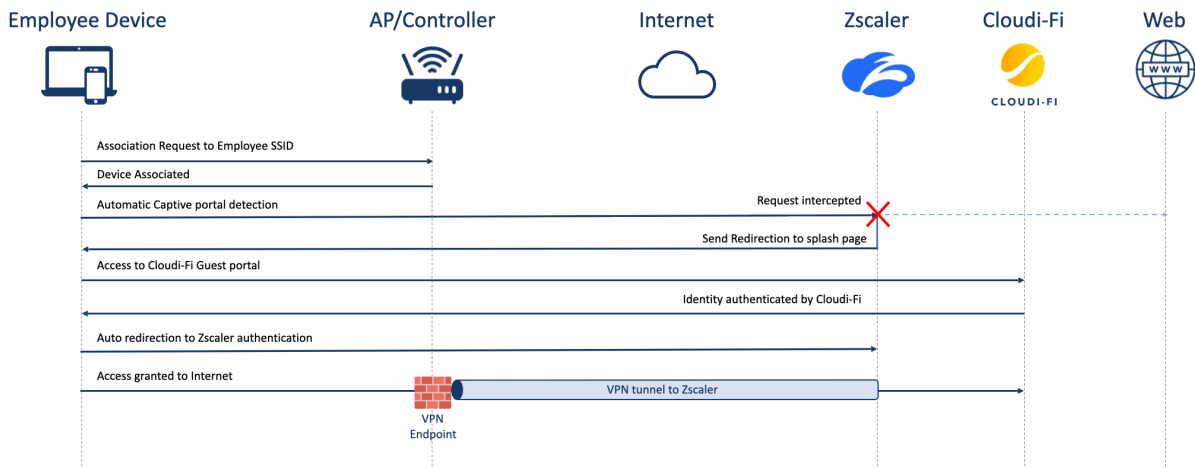 Employee Device
AP/Controller
Internet
Zscaler
Cloudi-Fi
Web
WWW
CLOUDI-FI
Association Request to Employee SSID
Device Associated
Automatic Captive portal detection
Request intercepted
Send Redirection to splash page
Access to Cloudi-Fi Guest portal
Identity authenticated by Cloudi-Fi
Auto redirection to Zscaler authentication
Access granted to Internet
VPN tunnel to Zscaler
VPN
Endpoint